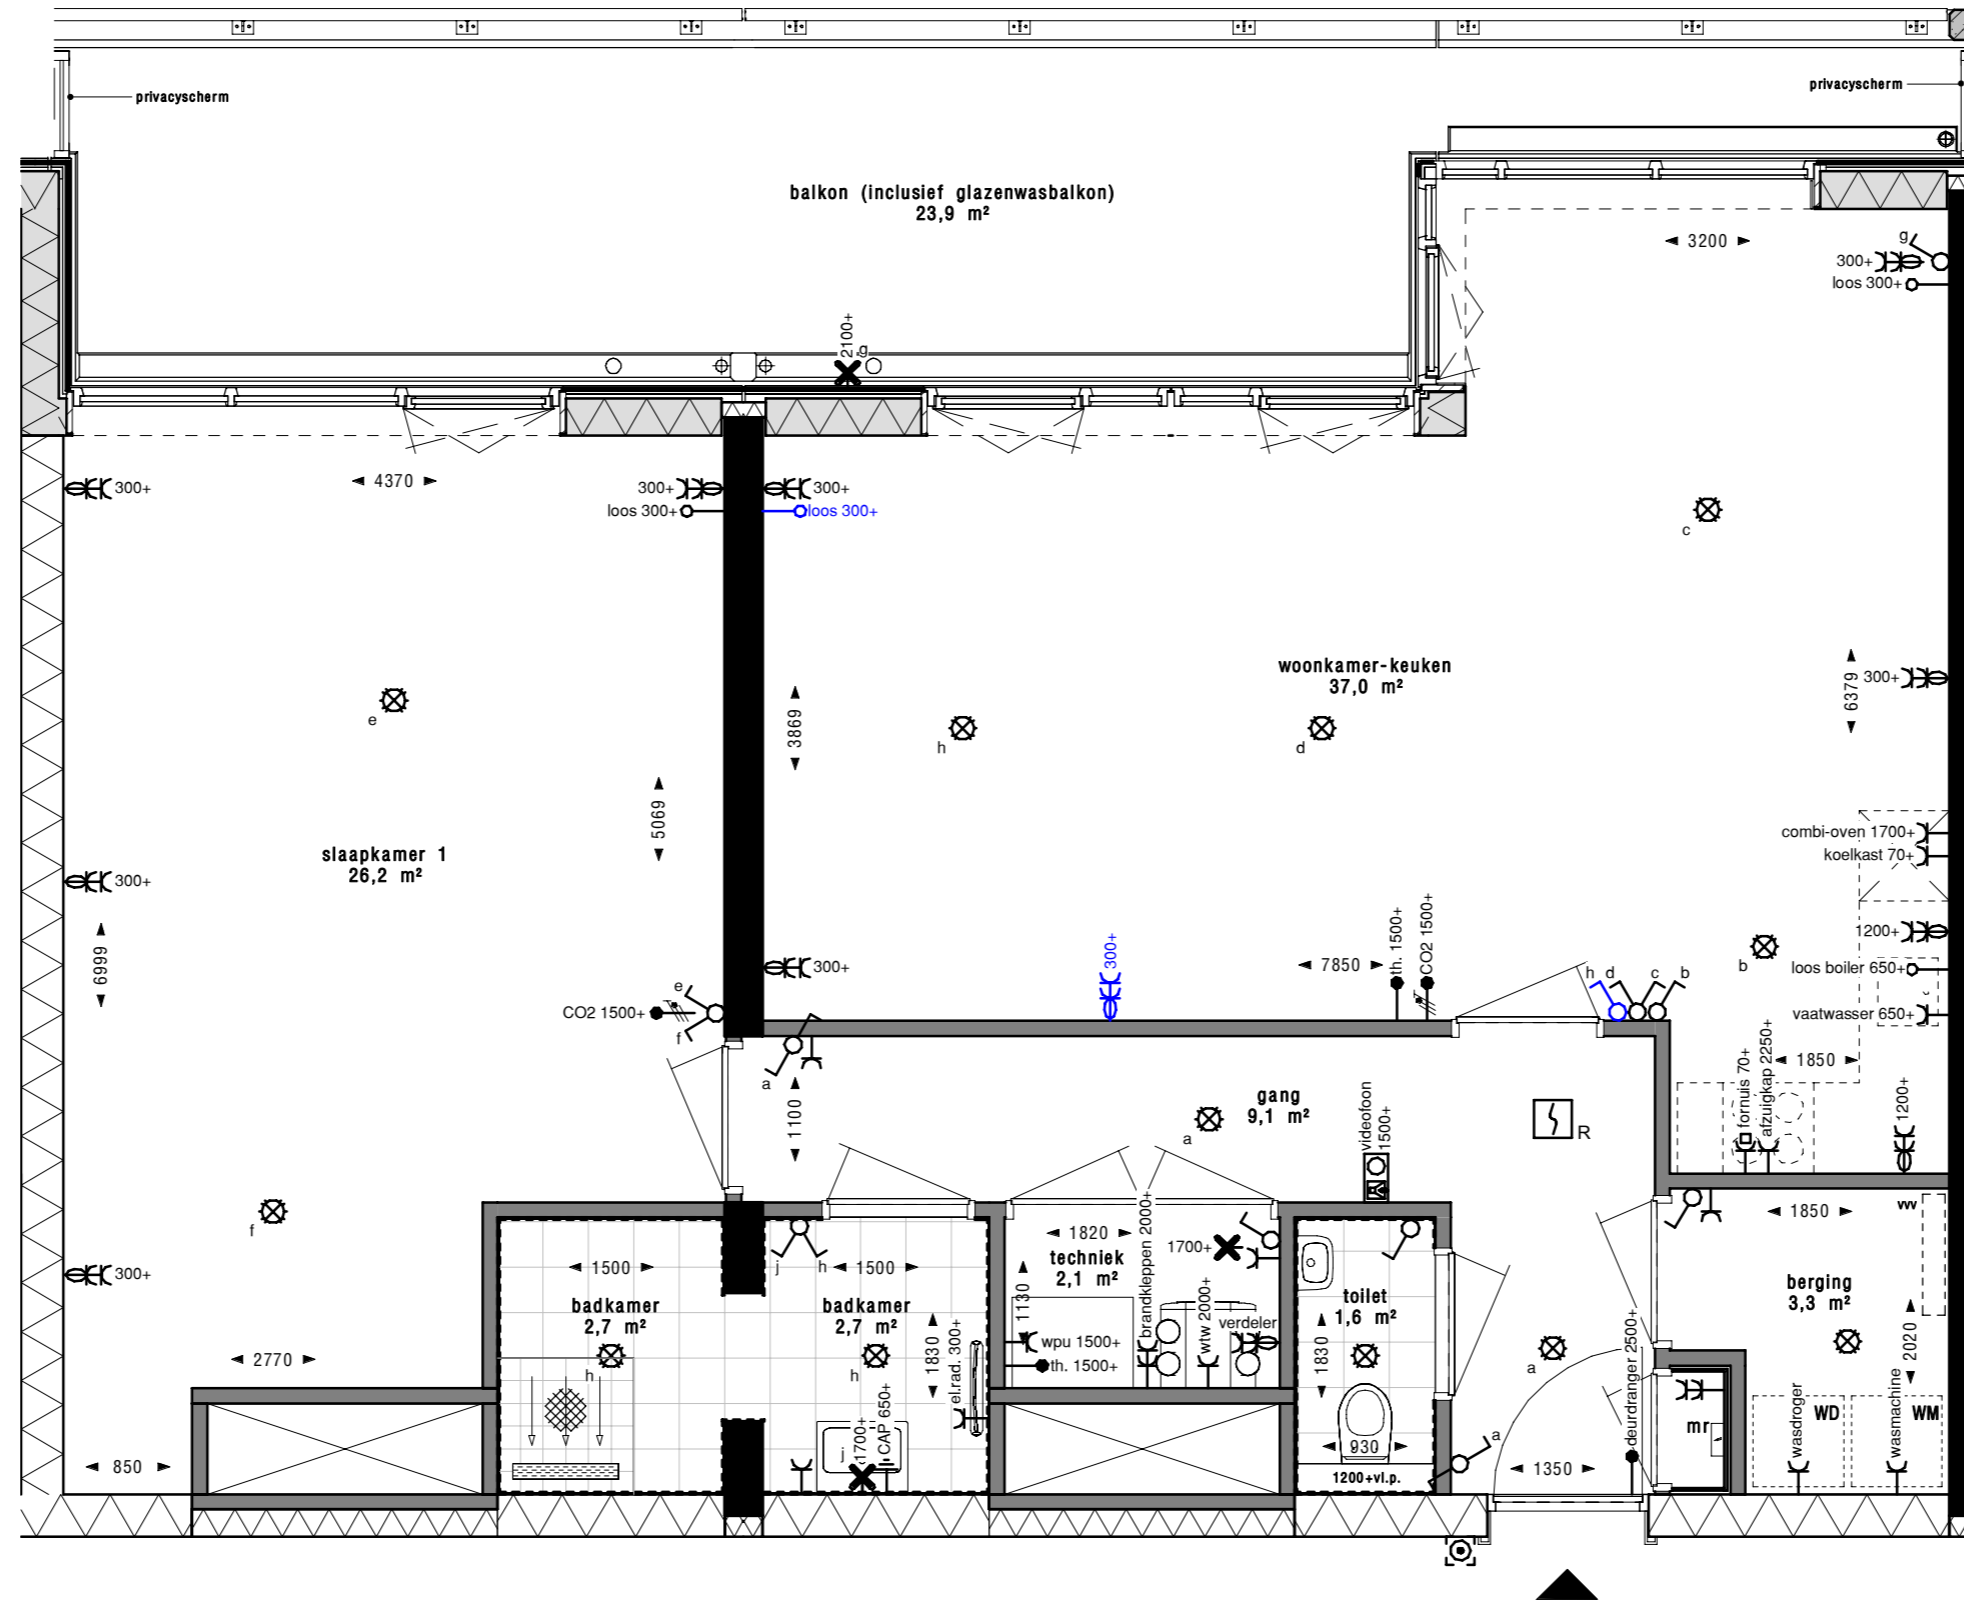 privacyscherm
privacyscherm
balkon (inclusief glazenwasbalkon)
23,9 m²
3200
g
300+
loos 300+
2100+
g
4370
300+
300+
loos 300+
300+
loos 300+
c
woonkamer-keuken
37,0 m²
6379
300+
e
h
d
3869
5069
slaapkamer 1
26,2 m²
combi-oven 1700+
koelkast 70+
300+
6999
300+
300+
7850
th. 1500+
CO2 1500+
b
1200+
loos boiler 650+
vaatwasser 650+
h
d
c
b
CO2 1500+
e
f
a
1100
gang
9,1 m²
a
videofoon
1500+
R
fornuis 70+
afzuigkap 2250+
1850
1200+
f
300+
1500
badkamer
2,7 m²
h
j
h
1500
badkamer
2,7 m²
h
1830
el.rad. 300+
1820
techniek
2,1 m²
1130
brandkleppen 2000+
1700+
wpu 1500+
th. 1500+
wtw 2000+
verdeler
toilet
1,6 m²
1830
930
1200+vl.p.
a
a
1350
deurdranger 2500+
1850
vvv
berging
3,3 m²
2020
mr
wasdroger
WD
wasmachine
WM
2770
850
j
1700+
CAP 650+